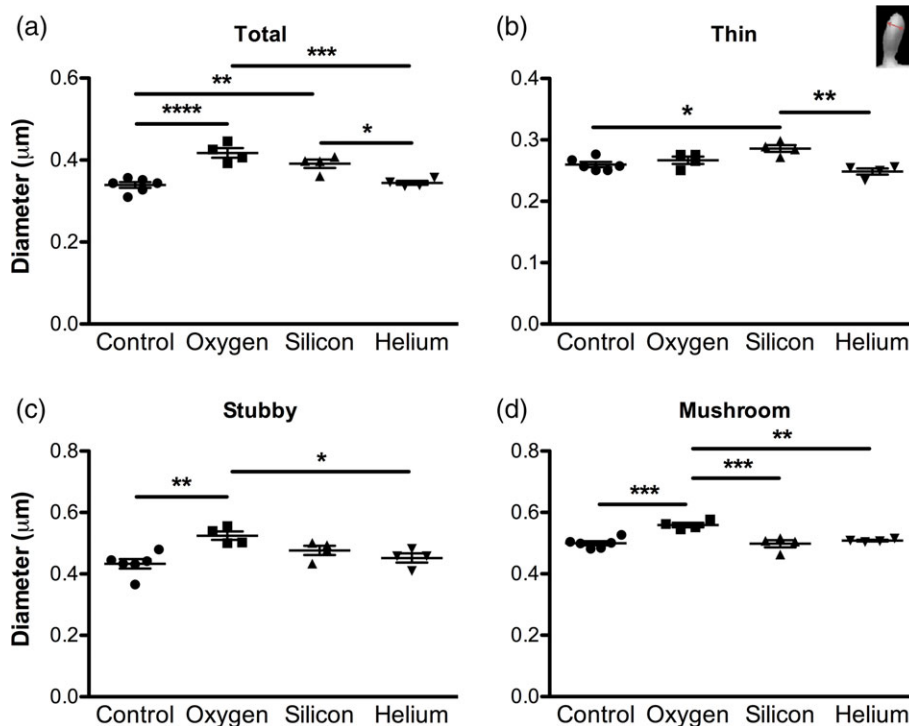 (a)
Total
Diameter (μm)
0.6
0.4
0.2
0.0
****
**
***
*
Control Oxygen Silicon Helium
(b)
Thin
0.4
0.3
0.2
0.1
0.0
*
**
Control Oxygen Silicon Helium
(c)
Stubby
Diameter (μm)
0.8
0.6
0.4
0.2
0.0
**
*
Control Oxygen Silicon Helium
(d)
Mushroom
0.8
0.6
0.4
0.2
0.0
***
***
**
Control Oxygen Silicon Helium